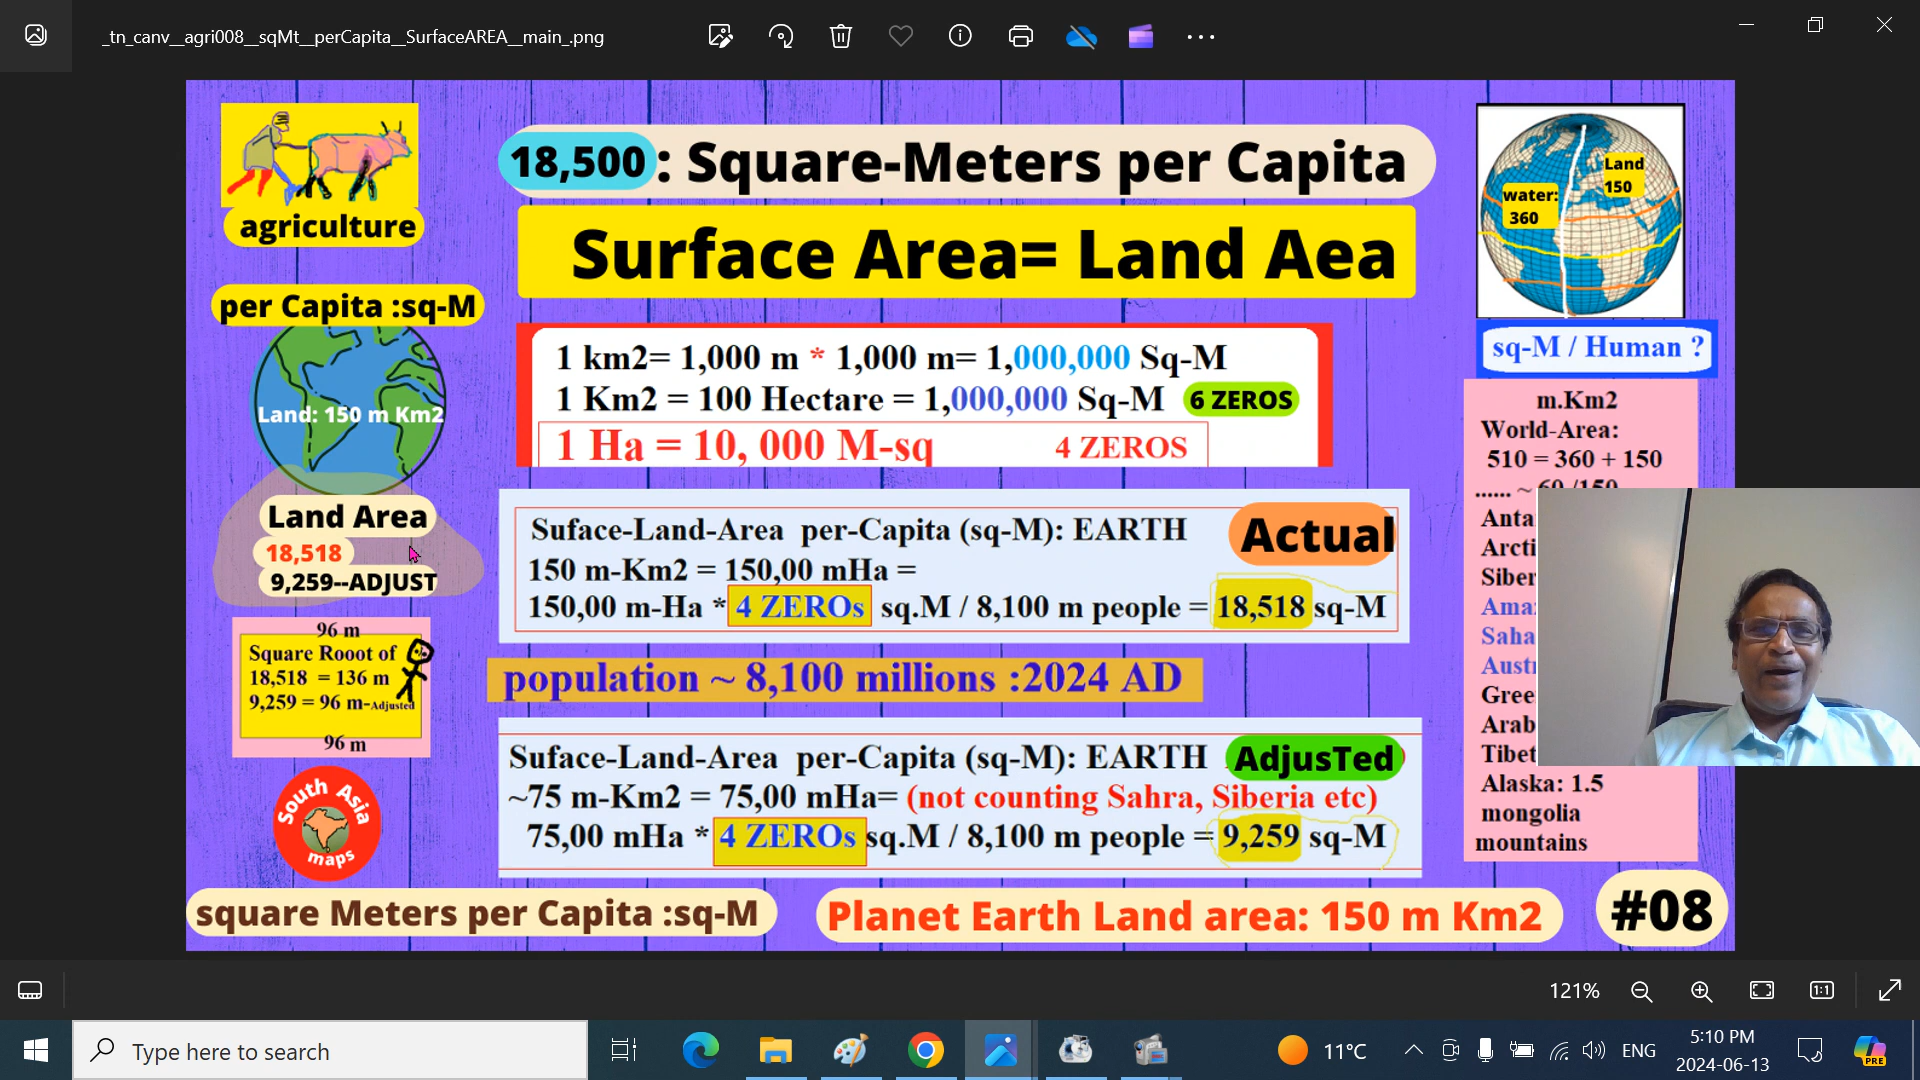 _tn_canv__agri008__sqMt__perCapita__SurfaceAREA__main_.png
agriculture
18,500 : Square-Meters per Capita
Surface Area= Land Aea
water:
360
Land
150
per Capita :sq-M
Land: 150 m Km2
1 km2= 1,000 m * 1,000 m= 1,000,000 Sq-M
1 Km2 = 100 Hectare = 1,000,000 Sq-M 6 ZEROS
1 Ha = 10, 000 M-sq 4 ZEROS
sq-M / Human ?
m.Km2
World-Area:
510 = 360 + 150
...... ~ 60 /150
Anta
Arcti
Siber
Ama
Saha
Aust
Gree
Arab
Tibet
Alaska: 1.5
mongolia
mountains
Land Area
18,518
9,259--ADJUST
Suface-Land-Area per-Capita (sq-M): EARTH Actual
150 m-Km2 = 150,00 mHa =
150,00 m-Ha * 4 ZEROs sq.M / 8,100 m people = 18,518 sq-M
96 m
Square Rooot of
18,518 = 136 m
9,259 = 96 m-Adjusted
96 m
population ~ 8,100 millions :2024 AD
Suface-Land-Area per-Capita (sq-M): EARTH AdjusTed
~75 m-Km2 = 75,00 mHa= (not counting Sahra, Siberia etc)
75,00 mHa * 4 ZEROs sq.M / 8,100 m people = 9,259 sq-M
South Asia
maps
square Meters per Capita :sq-M
Planet Earth Land area: 150 m Km2
#08
121%
1:1
Type here to search
11°C
ENG
5:10 PM
2024-06-13
PRE